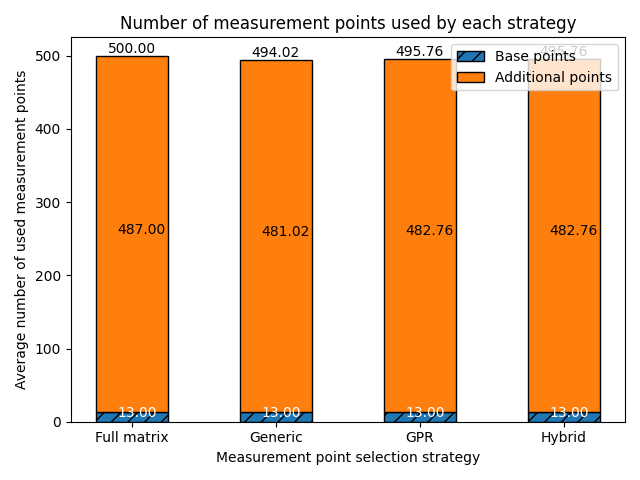 Number of measurement points used by each strategy
Average number of used measurement points
500
400
300
200
100
0
500.00
494.02
495.76
495.76
Base points
Additional points
487.00
481.02
482.76
482.76
13.00
13.00
13.00
13.00
Full matrix
Generic
GPR
Hybrid
Measurement point selection strategy